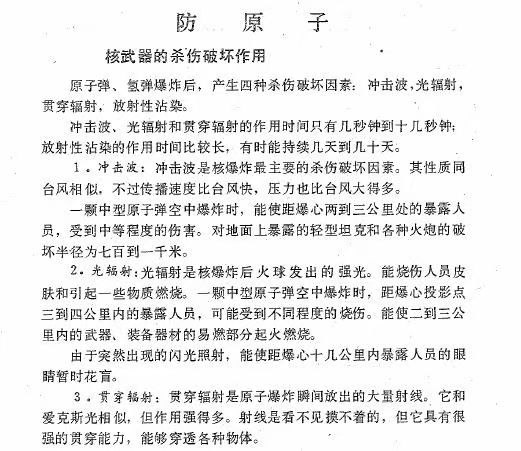 防原子
核武器的杀伤破坏作用
原子弹、氢弹爆炸后，产生四种杀伤破坏因素：冲击波，光辐射，
贯穿辐射，放射性沾染。
冲击波、光辐射和贯穿辐射的作用时间只有几秒钟到十几秒钟；
放射性沾染的作用时间比较长，有时能持续几天到几十天。
1．冲击波：冲击波是核爆炸最主要的杀伤破坏因素。其性质同
台风相似，不过传播速度比台风快，压力也比台风大得多。
一颗中型原子弹空中爆炸时，能使距爆心两到三公里处的暴露人
员，受到中等程度的伤害。对地面上暴露的轻型坦克和各种火炮的破
坏半径为七百到一千米。
2．光辐射：光辐射是核爆炸后火球发出的强光。能烧伤人员皮
肤和引起一些物质燃烧。一颗中型原子弹空中爆炸时，距爆心投影点
三到四公里内的暴露人员，可能受到不同程度的烧伤。能使二到三公
里内的武器、装备器材的易燃部分起火燃烧。
由于突然出现的闪光照射，能使距爆心十几公里内暴露人员的眼
睛暂时花盲。
3．贯穿辐射：贯穿辐射是原子爆炸瞬间放出的大量射线。它和
爱克斯光相似，但作用强得多。射线是看不见摸不着的，但它具有很
强的贯穿能力，能够穿透各种物体。